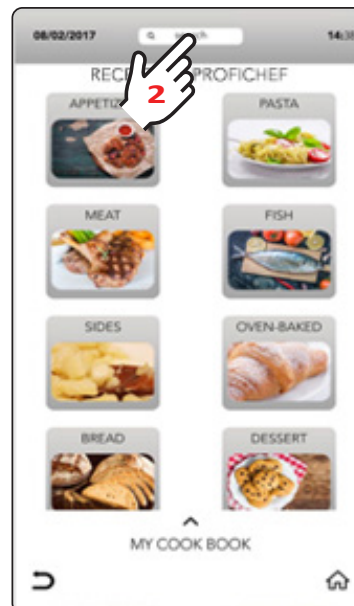 08/02/2017 search 14:38
RECI PROFICHEF
2
APPETIZ PASTA
MEAT FISH
SIDES OVEN-BAKED
BREAD DESSERT
MY COOK BOOK